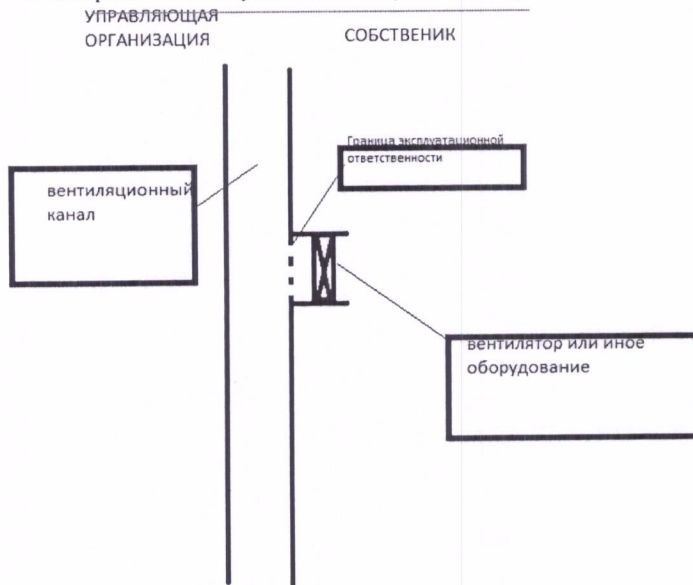 УПРАВЛЯЮЩАЯ
ОРГАНИЗАЦИЯ
СОБСТВЕНИК
Граница эксплуатационной
ответственности
вентиляционный
канал
вентилятор или иное
оборудование